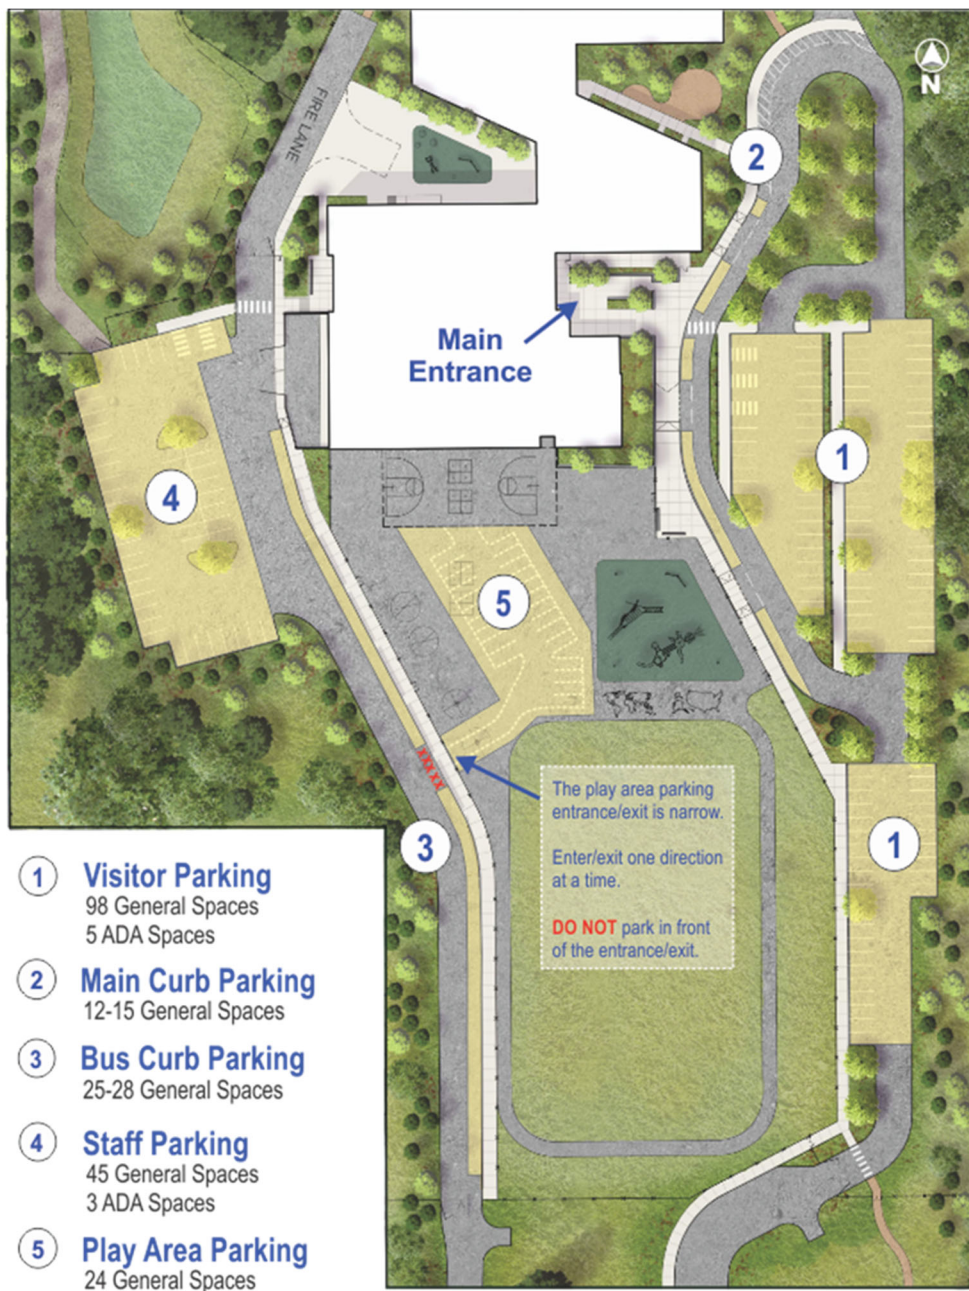 FIRE LANE
N
2
Main
Entrance
1
4
5
The play area parking
entrance/exit is narrow.
Enter/exit one direction
at a time.
DO NOT park in front
of the entrance/exit.
XXXXX
3
1
1 Visitor Parking
98 General Spaces
5 ADA Spaces
2 Main Curb Parking
12-15 General Spaces
3 Bus Curb Parking
25-28 General Spaces
4 Staff Parking
45 General Spaces
3 ADA Spaces
5 Play Area Parking
24 General Spaces